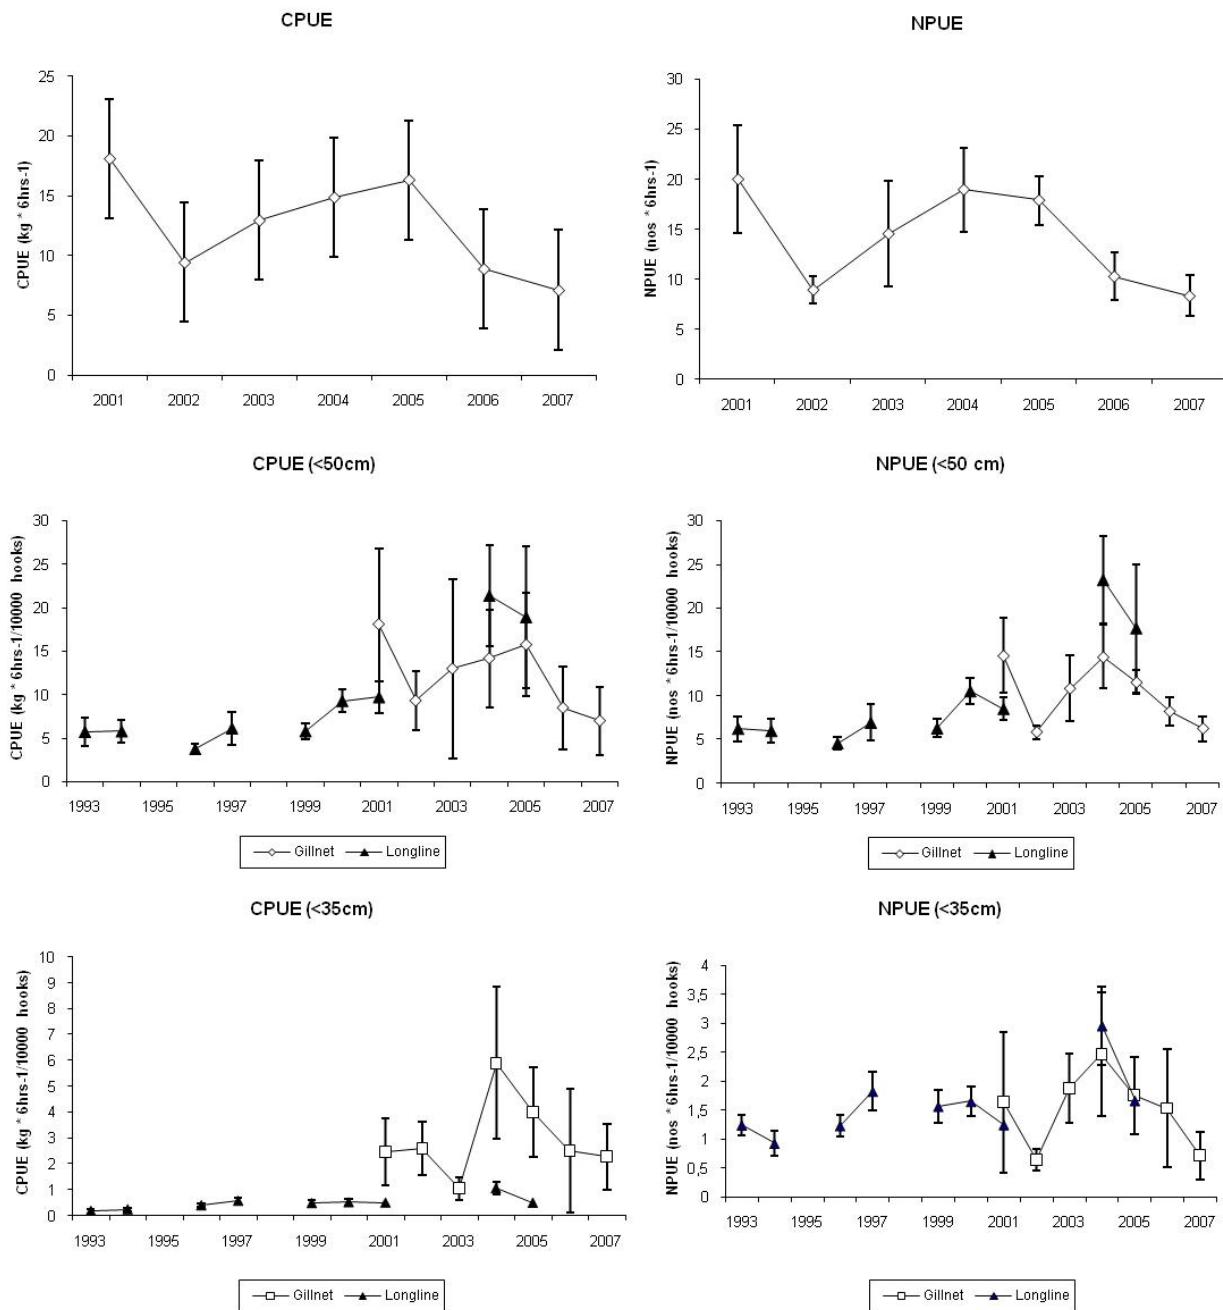 CPUE
CPUE (kg * 6hrs-1)
25
20
15
10
5
0
2001 2002 2003 2004 2005 2006 2007
NPUE
NPUE (nos * 6hrs-1)
30
25
20
15
10
5
0
2001 2002 2003 2004 2005 2006 2007
CPUE (<50cm)
CPUE (kg * 6hrs-1/10000 hooks)
30
25
20
15
10
5
0
1993 1995 1997 1999 2001 2003 2005 2007
Gillnet Longline
NPUE (<50 cm)
NPUE (nos * 6hrs-1/10000 hooks)
30
25
20
15
10
5
0
1993 1995 1997 1999 2001 2003 2005 2007
Gillnet Longline
CPUE (<35cm)
CPUE (kg * 6hrs-1/10000 hooks)
10
9
8
7
6
5
4
3
2
1
0
1993 1995 1997 1999 2001 2003 2005 2007
Gillnet Longline
NPUE (<35cm)
NPUE (nos * 6hrs-1/10000 hooks)
4
3,5
3
2,5
2
1,5
1
0,5
0
1993 1995 1997 1999 2001 2003 2005 2007
Gillnet Longline